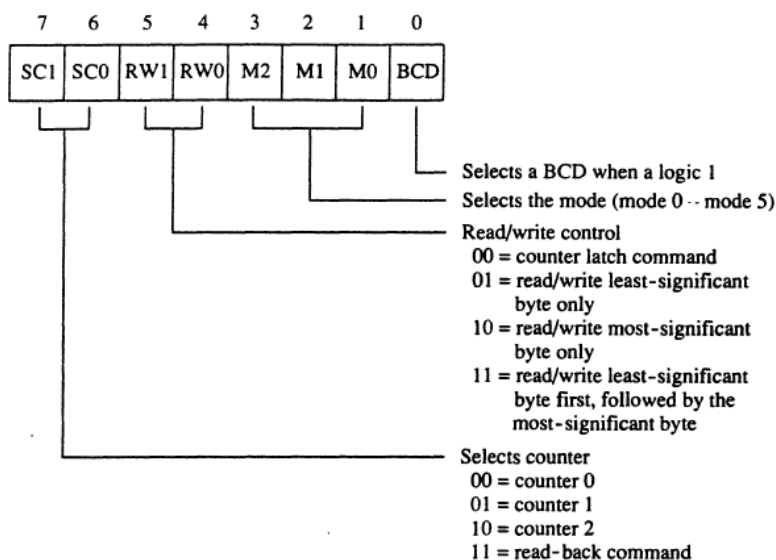 7 6 5 4 3 2 1 0
SC1 SC0 RW1 RW0 M2 M1 M0 BCD
Selects a BCD when a logic 1
Selects the mode (mode 0 -- mode 5)
Read/write control
00 = counter latch command
01 = read/write least-significant
byte only
10 = read/write most-significant
byte only
11 = read/write least-significant
byte first, followed by the
most-significant byte
Selects counter
00 = counter 0
01 = counter 1
10 = counter 2
11 = read-back command